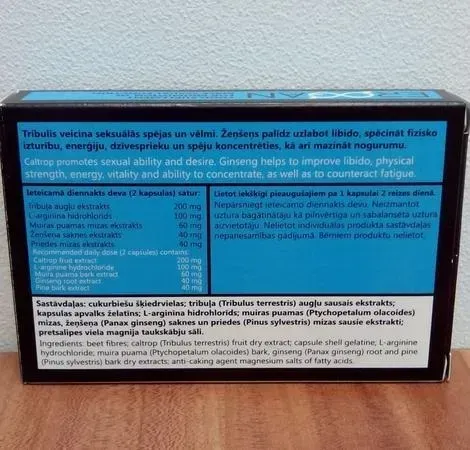 Tribulis veicina seksuālās spējas un vēlmi. Žeņšeņs palīdz uzlabot libido, spēcināt fizisko
izturību, enerģiju, dzīvesprieku un spēju koncentrēties, kā arī mazināt nogurumu.
Caltrop promotes sexual ability and desire. Ginseng helps to improve libido, physical
strength, energy, vitality and ability to concentrate, as well as to counteract fatigue.
Ieteicamā diennakts deva (2 kapsulas) satur:
Tribuļa augļu ekstrakts 200 mg
L-arginīna hidrohlorīds 100 mg
Muiras puamas mizas ekstrakts 60 mg
Žeņšeņa saknes ekstrakts 40 mg
Priedes mizas ekstrakts 40 mg
Recommended daily dose (2 capsules) contains:
Caltrop fruit extract 200 mg
L-arginine hydrochloride 100 mg
Muira puama bark extract 60 mg
Ginseng root extract 40 mg
Pine bark extract 40 mg
Lietot iekšķīgi pieaugušajiem pa 1 kapsulai 2 reizes dienā.
Nepārsniegt ieteicamo diennakts devu. Neizmantot
uztura bagātinātāju kā pilnvērtīga un sabalansēta uztura
aizvietotāju. Nelietot individuālas produkta sastāvdaļas
nepanesamības gadījumā. Bērniem produktu nelietot.
Sastāvdaļas: cukurbiešu šķiedrvielas; tribuļa (Tribulus terrestris) augļu sausais ekstrakts;
kapsulas apvalks želatīns; L-arginīna hidrohlorīds; muiras puamas (Ptychopetalum olacoides)
mizas, žeņšeņa (Panax ginseng) saknes un priedes (Pinus sylvestris) mizas sausie ekstrakti;
pretsalipes viela magnija taukskābju sāļi.
Ingredients: beet fibres; caltrop (Tribulus terrestris) fruit dry extract; capsule shell gelatine; L-arginine
hydrochloride; muira puama (Ptychopetalum olacoides) bark, ginseng (Panax ginseng) root and pine
(Pinus sylvestris) bark dry extracts; anti-caking agent magnesium salts of fatty acids.